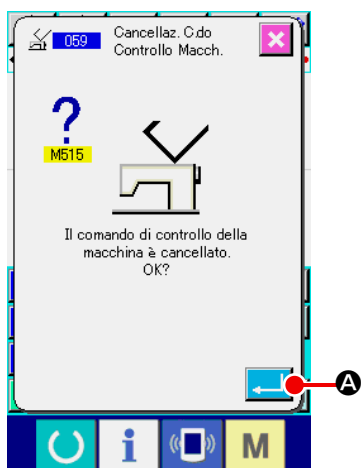 059 Cancellaz. C.do
Controllo Macch.
?
M515
Il comando di controllo della
macchina è cancellato.
OK?
A
i
M